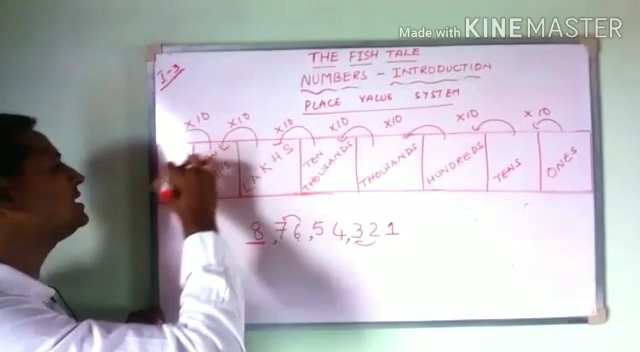 Made with KINEMASTER
I-3
THE FISH TALE
NUMBERS - INTRODUCTION
PLACE VALUE SYSTEM
×10 ×10 ×10 ×10 ×10 ×10 ×10
LAKHS TEN THOUSANDS THOUSANDS HUNDREDS TENS ONES
8,76,54,321